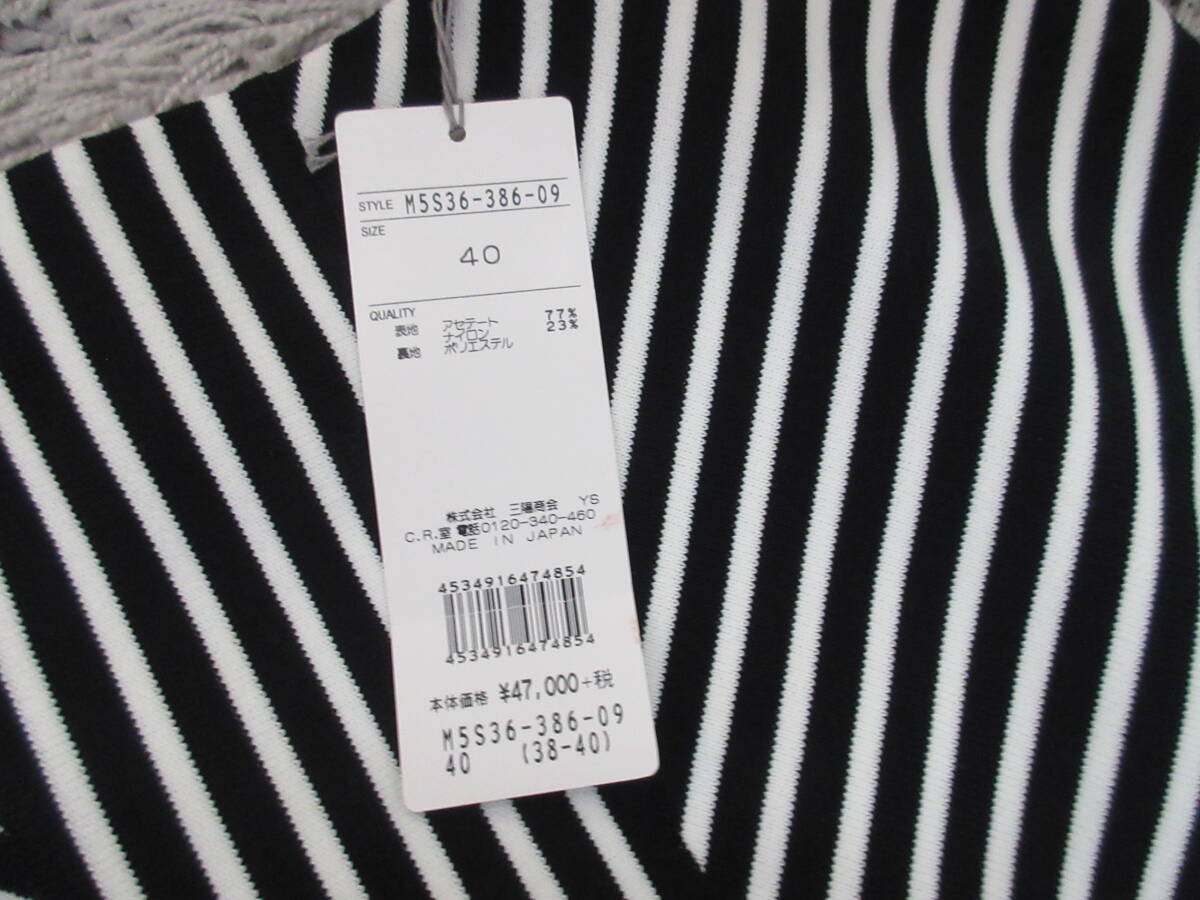 STYLE M5S36-386-09
SIZE
40
QUALITY
表地 アセテート 77%
ナイロン 23%
裏地 ポリエステル
株式会社 三陽商会 YS
C.R.室 電話0120-340-460
MADE IN JAPAN
4534916474854
4534916474854
本体価格 ¥47,000+税
M5S36-386-09
40 (38-40)